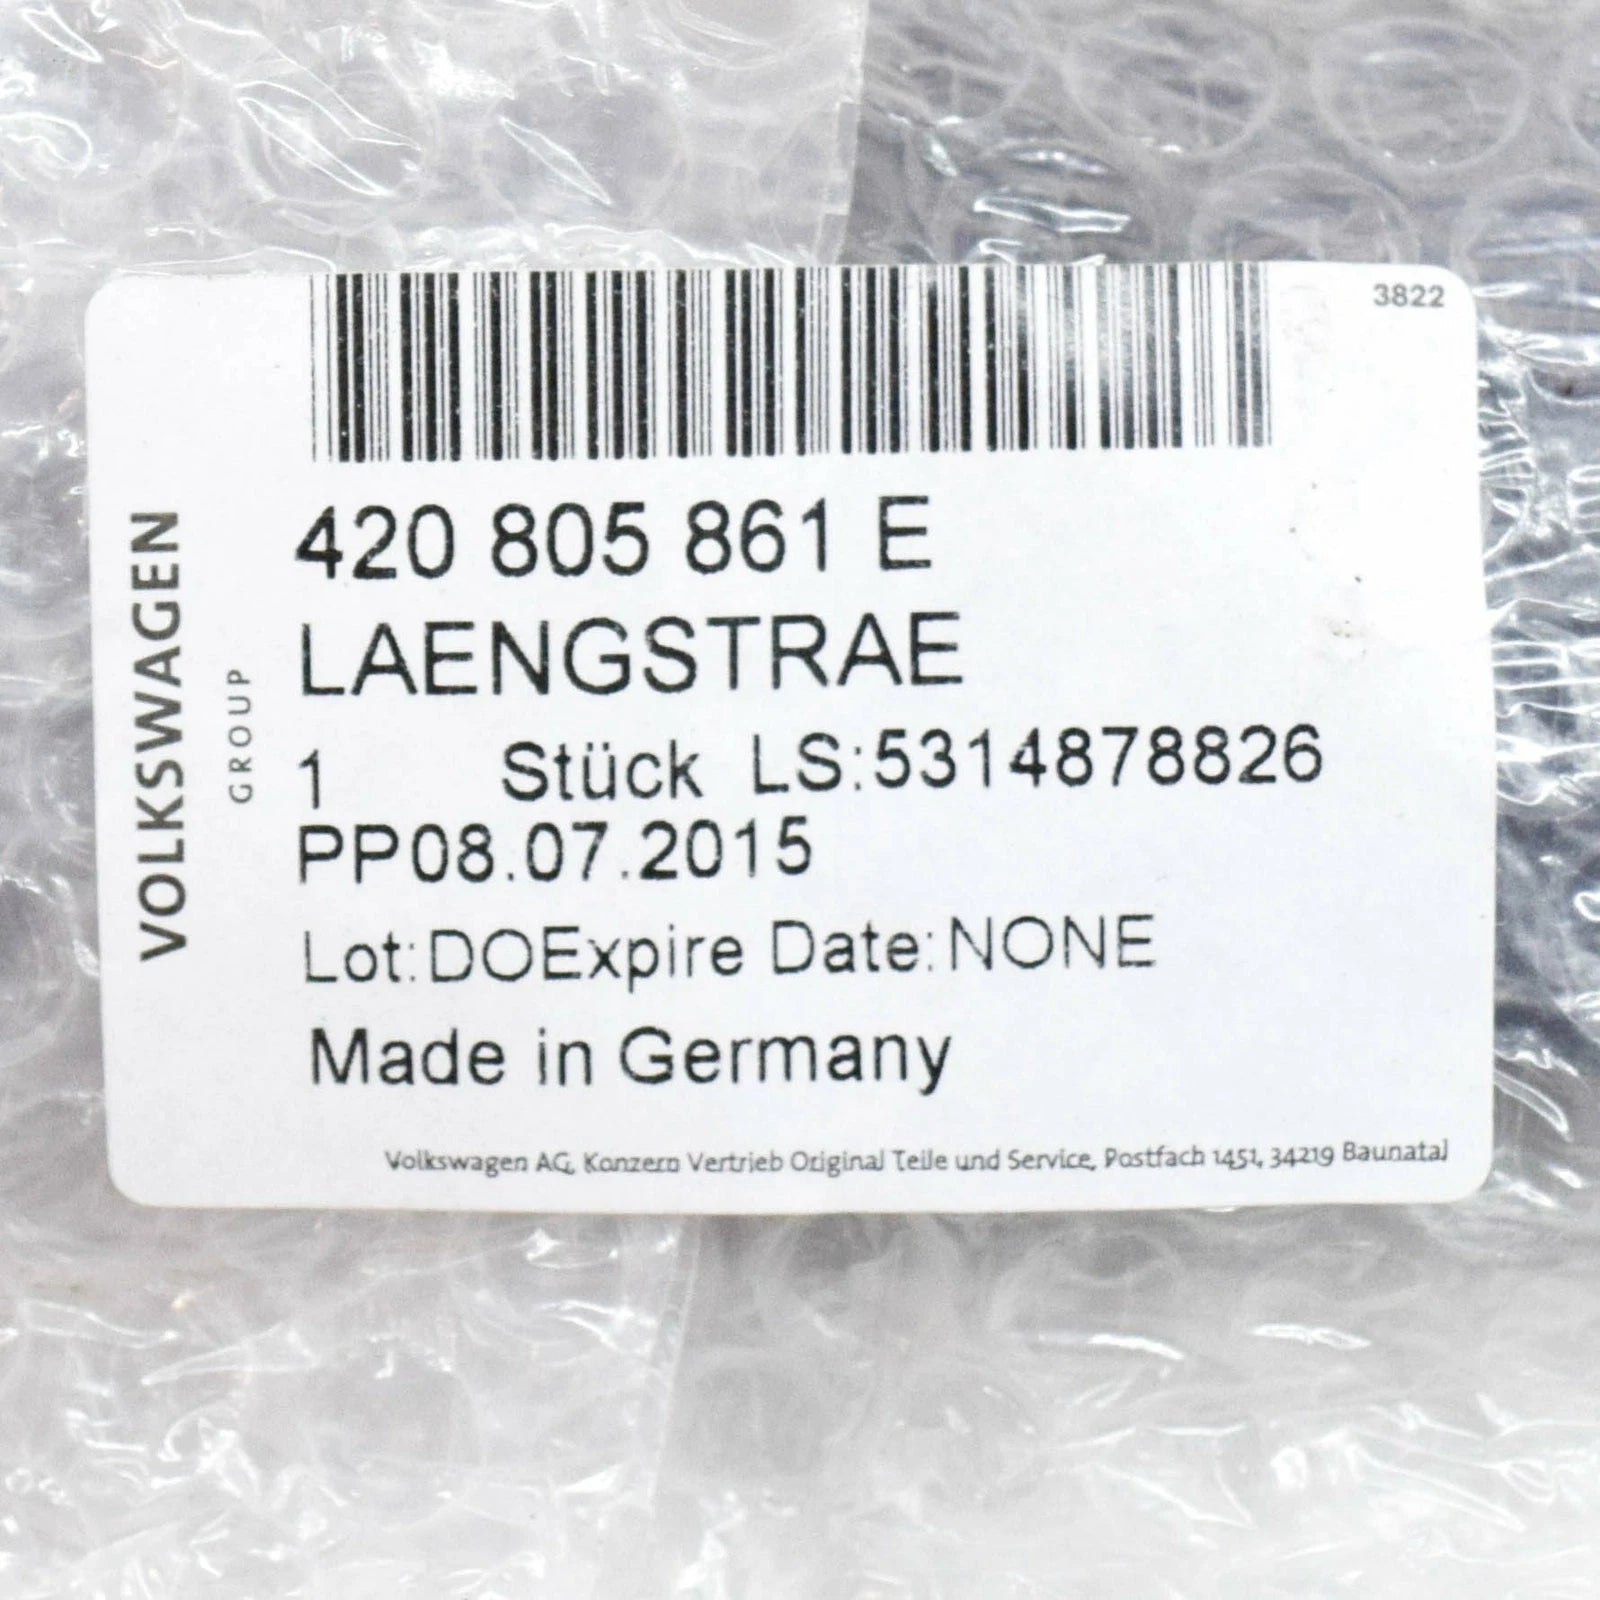 3822
420 805 861 E
LAENGSTRAE
1 Stück LS:5314878826
PP08.07.2015
Lot:DOExpire Date:NONE
Made in Germany
VOLKSWAGEN
GROUP
Volkswagen AG, Konzern Vertrieb Original Teile und Service, Postfach 1451, 34219 Baunatal